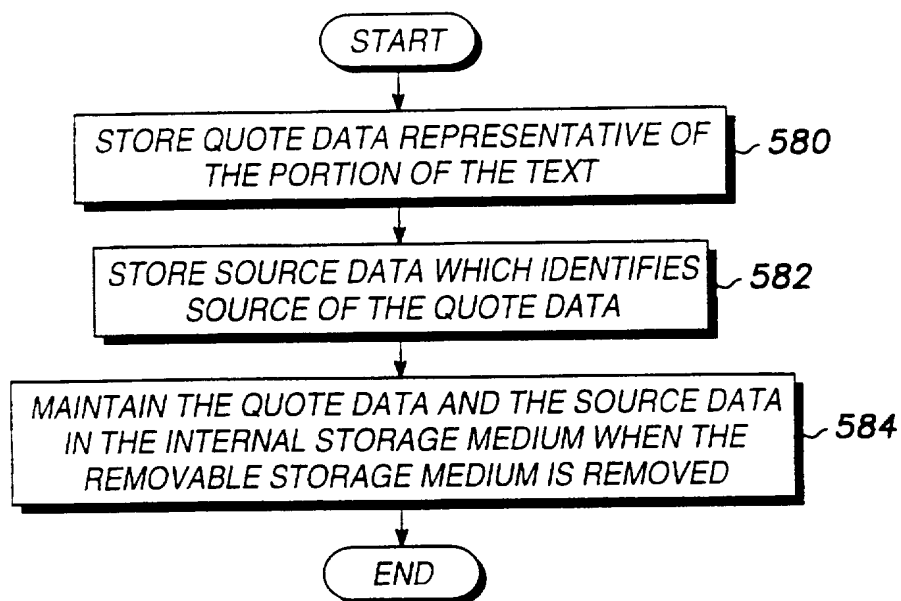 START
STORE QUOTE DATA REPRESENTATIVE OF
THE PORTION OF THE TEXT
580
STORE SOURCE DATA WHICH IDENTIFIES
SOURCE OF THE QUOTE DATA
582
MAINTAIN THE QUOTE DATA AND THE SOURCE DATA
IN THE INTERNAL STORAGE MEDIUM WHEN THE
REMOVABLE STORAGE MEDIUM IS REMOVED
584
END